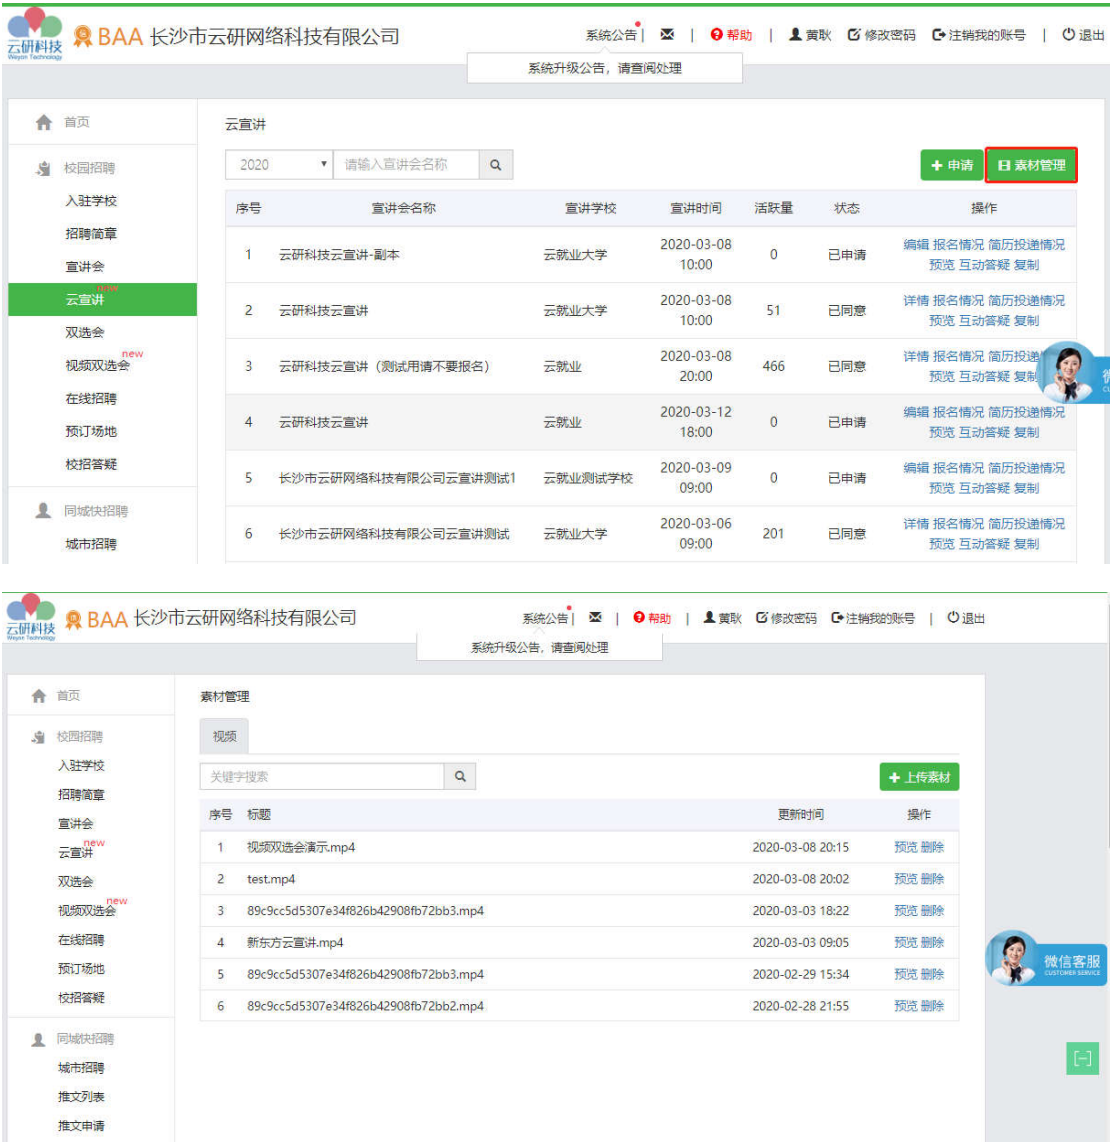 云研科技
Weyon Technology
BAA 长沙市云研网络科技有限公司
系统公告 | | 帮助 | 黄耿 修改密码 注销我的账号 | 退出
系统升级公告，请查阅处理
首页
校园招聘
入驻学校
招聘简章
宣讲会
云宣讲 new
双选会
视频双选会 new
在线招聘
预订场地
校招答疑
同城快招聘
城市招聘
云宣讲
2020 请输入宣讲会名称
申请 素材管理
序号 宣讲会名称 宣讲学校 宣讲时间 活跃量 状态 操作
1 云研科技云宣讲-副本 云就业大学 2020-03-08 10:00 0 已申请 编辑 报名情况 简历投递情况 预览 互动答疑 复制
2 云研科技云宣讲 云就业大学 2020-03-08 10:00 51 已同意 详情 报名情况 简历投递情况 预览 互动答疑 复制
3 云研科技云宣讲（测试用请不要报名） 云就业 2020-03-08 20:00 466 已同意 详情 报名情况 简历投递 预览 互动答疑 复制
4 云研科技云宣讲 云就业 2020-03-12 18:00 0 已申请 编辑 报名情况 简历投递情况 预览 互动答疑 复制
5 长沙市云研网络科技有限公司云宣讲测试1 云就业测试学校 2020-03-09 09:00 0 已申请 编辑 报名情况 简历投递情况 预览 互动答疑 复制
6 长沙市云研网络科技有限公司云宣讲测试 云就业大学 2020-03-06 09:00 201 已同意 详情 报名情况 简历投递情况 预览 互动答疑 复制
云研科技
Weyon Technology
BAA 长沙市云研网络科技有限公司
系统公告 | | 帮助 | 黄耿 修改密码 注销我的账号 | 退出
系统升级公告，请查阅处理
首页
校园招聘
入驻学校
招聘简章
宣讲会
云宣讲 new
双选会
视频双选会 new
在线招聘
预订场地
校招答疑
同城快招聘
城市招聘
推文列表
推文申请
素材管理
视频
关键字搜索
上传素材
序号 标题 更新时间 操作
1 视频双选会演示.mp4 2020-03-08 20:15 预览 删除
2 test.mp4 2020-03-08 20:02 预览 删除
3 89c9cc5d5307e34f826b42908fb72bb3.mp4 2020-03-03 18:22 预览 删除
4 新东方云宣讲.mp4 2020-03-03 09:05 预览 删除
5 89c9cc5d5307e34f826b42908fb72bb3.mp4 2020-02-29 15:34 预览 删除
6 89c9cc5d5307e34f826b42908fb72bb2.mp4 2020-02-28 21:55 预览 删除
微信客服
CUSTOMER SERVICE